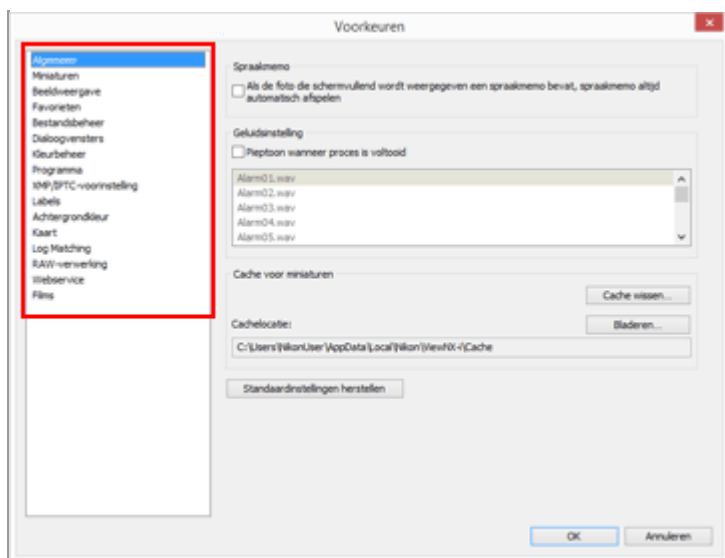 Voorkeuren
Algemeen
Miniaturen
Beeldweergave
Favorieten
Bestandsbeheer
Dialoogvensters
Kleurbeheer
Programma
XMP/IPTC-voorinstelling
Labels
Achtergrondkleur
Kaart
Log Matching
RAW-verwerking
Webservice
Films
Spraakmemo
Als de foto die schermvullend wordt weergegeven een spraakmemo bevat, spraakmemo altijd
automatisch afspelen
Geluidsinstelling
Pieptoon wanneer proces is voltooid
Alarm01.wav
Alarm02.wav
Alarm03.wav
Alarm04.wav
Alarm05.wav
Cache voor miniaturen
Cache wissen...
Cachelocatie:
Bladeren...
C:\Users\NikonUser\AppData\Local\Nikon\ViewNX-i\Cache
Standaardinstellingen herstellen
OK
Annuleren